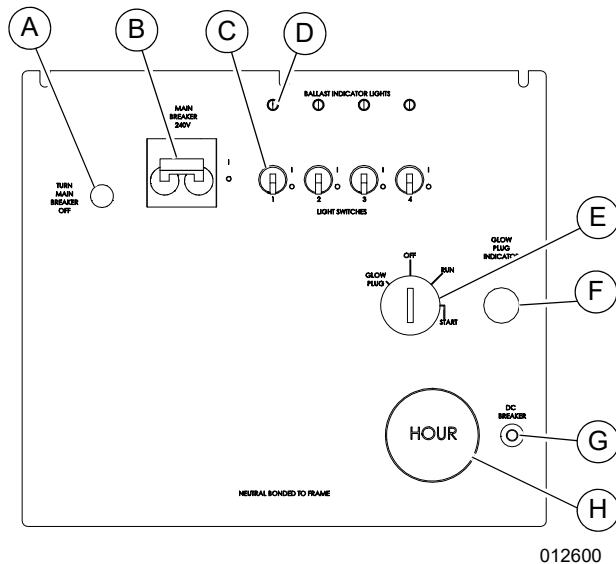 A
B
C
D
MAIN
BREAKER
240V
BALLAST INDICATOR LIGHTS
I
I
I
I
I
TURN
MAIN
BREAKER
OFF
1
2
3
4
LIGHT SWITCHES
E
GLOW
PLUG
OFF
RUN
START
GLOW
PLUG
INDICATOR
F
HOUR
DC
BREAKER
G
H
NEUTRAL BONDED TO FRAME
012600